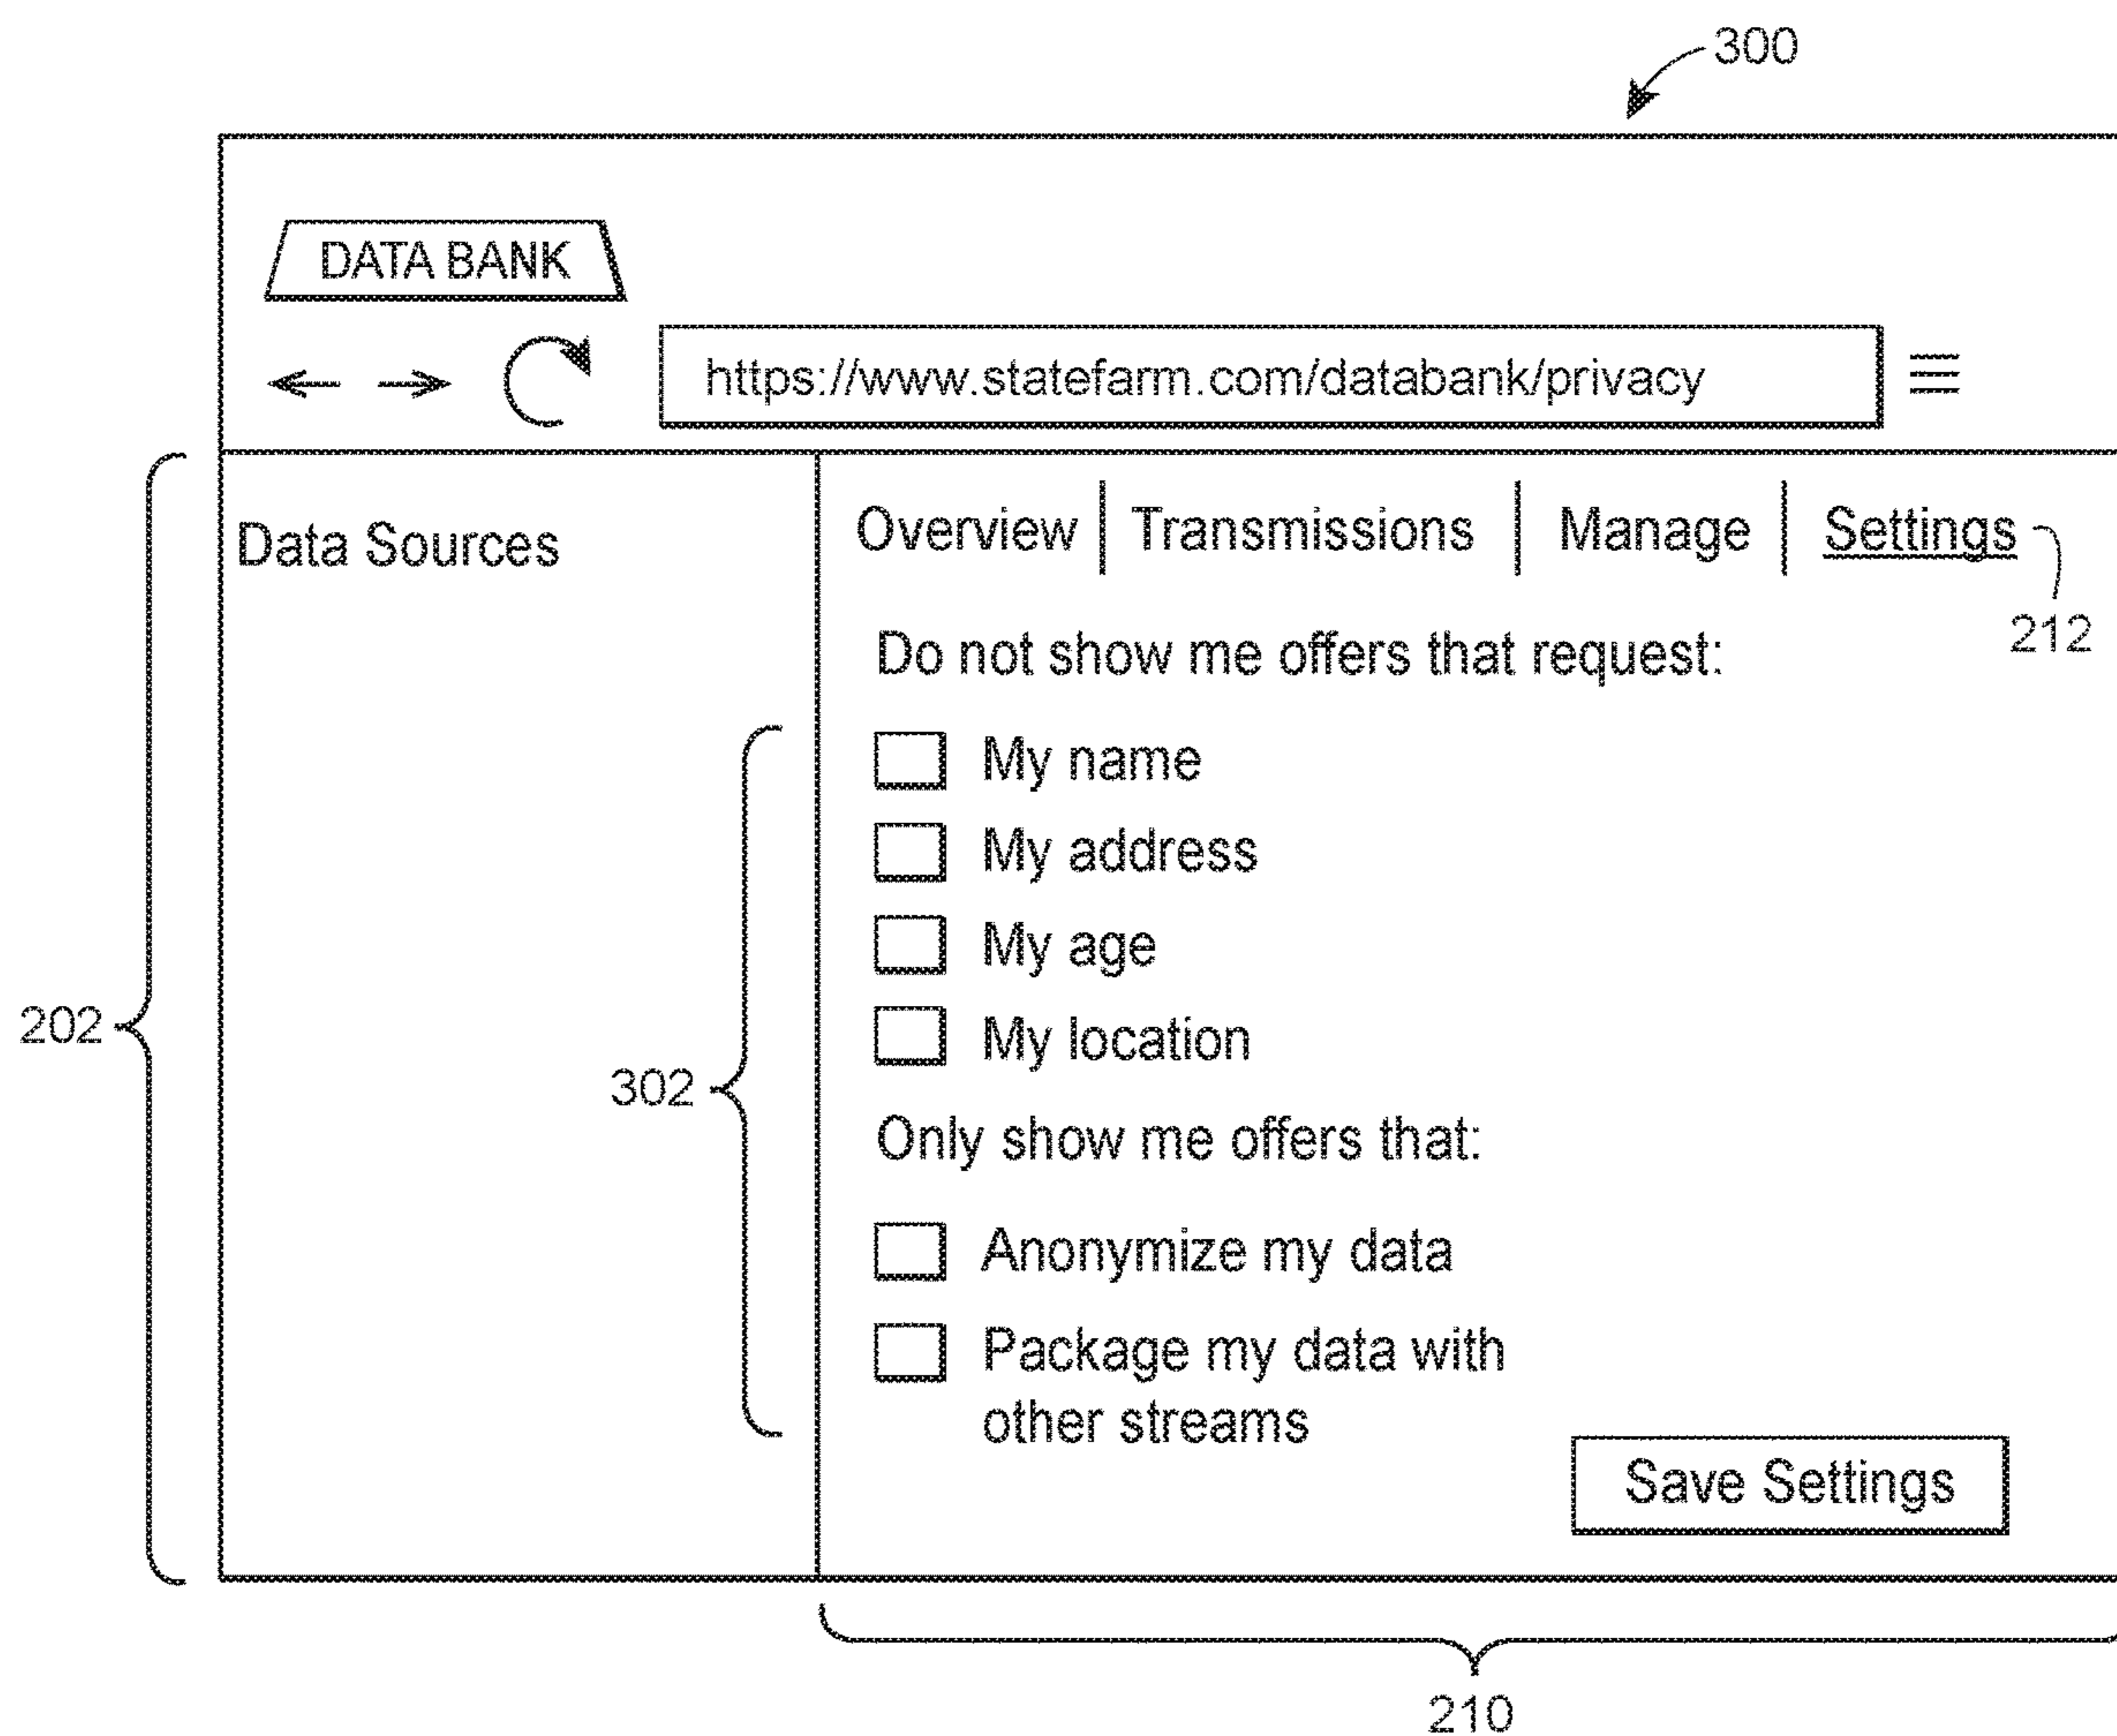 300
DATA BANK
https://www.statefarm.com/databank/privacy
Data Sources
Overview | Transmissions | Manage | Settings
212
Do not show me offers that request:
My name
My address
My age
My location
202
302
Only show me offers that:
Anonymize my data
Package my data with
other streams
Save Settings
210